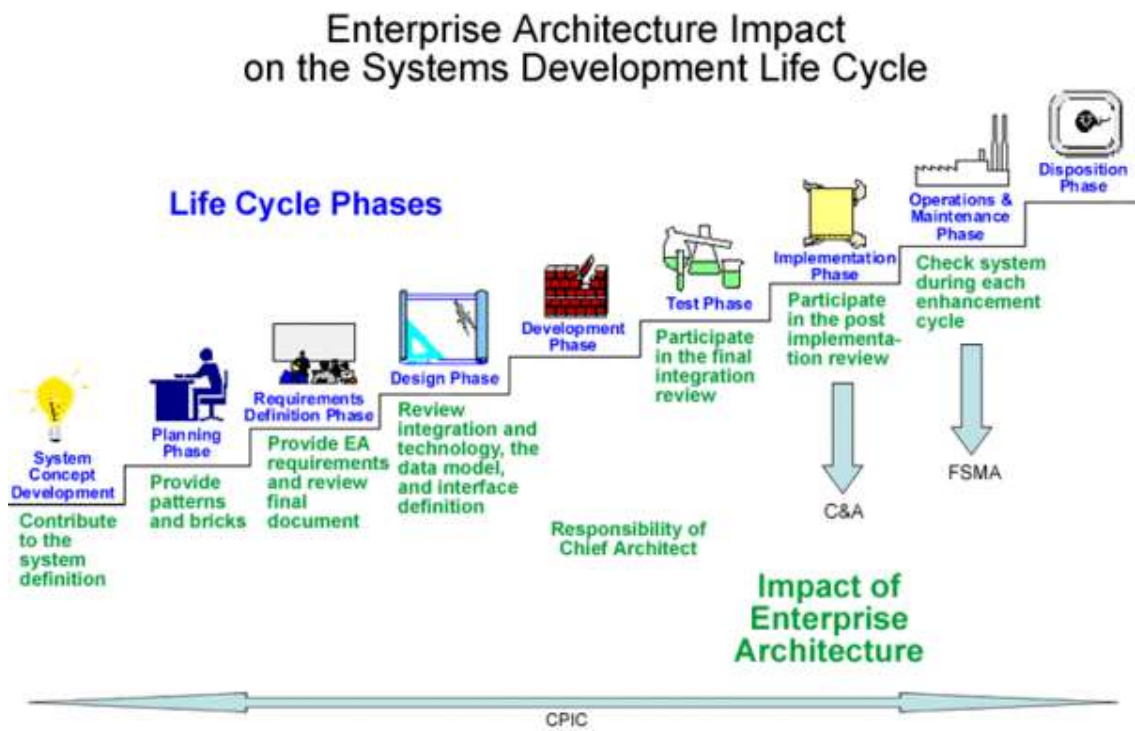 Enterprise Architecture Impact
on the Systems Development Life Cycle
Life Cycle Phases
System
Concept
Development
Contribute
to the
system
definition
Planning
Phase
Provide
patterns
and bricks
Requirements
Definition Phase
Provide EA
requirements
and review
final
document
Design Phase
Review
integration and
technology, the
data model,
and interface
definition
Development
Phase
Test Phase
Participate
in the final
integration
review
Implementation
Phase
Participate
in the post
implementa-
tion review
C&A
Operations &
Maintenance
Phase
Check system
during each
enhancement
cycle
FSMA
Disposition
Phase
Responsibility of
Chief Architect
Impact of
Enterprise
Architecture
CPIC